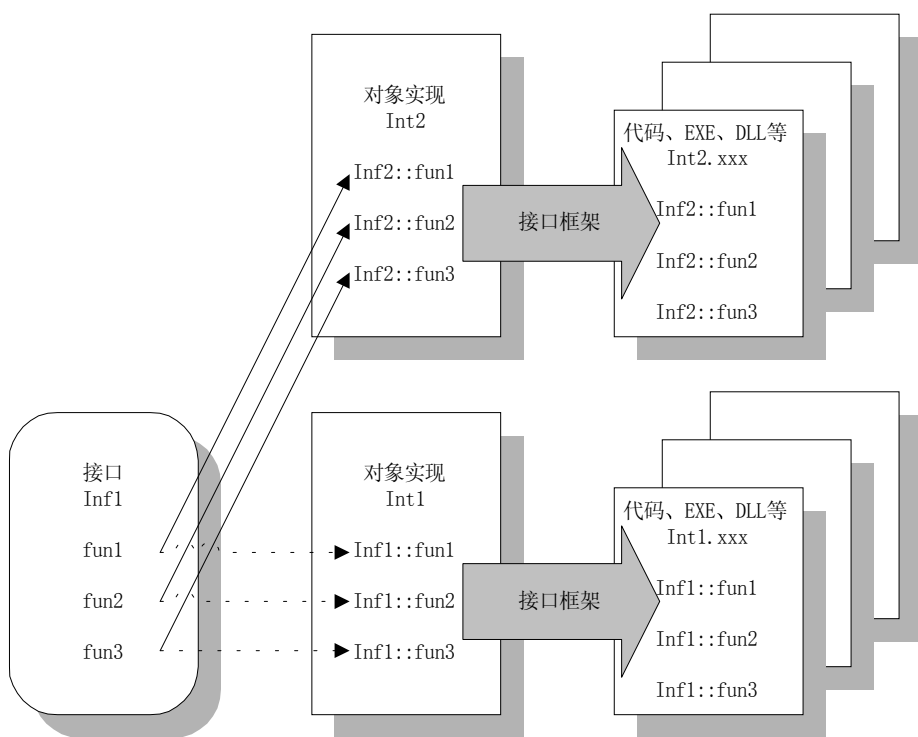 对象实现
Int2
Inf2::fun1
Inf2::fun2
Inf2::fun3
接口框架
代码、EXE、DLL等
Int2.xxx
Inf2::fun1
Inf2::fun2
Inf2::fun3
接口
Inf1
fun1
fun2
fun3
对象实现
Int1
Inf1::fun1
Inf1::fun2
Inf1::fun3
接口框架
代码、EXE、DLL等
Int1.xxx
Inf1::fun1
Inf1::fun2
Inf1::fun3